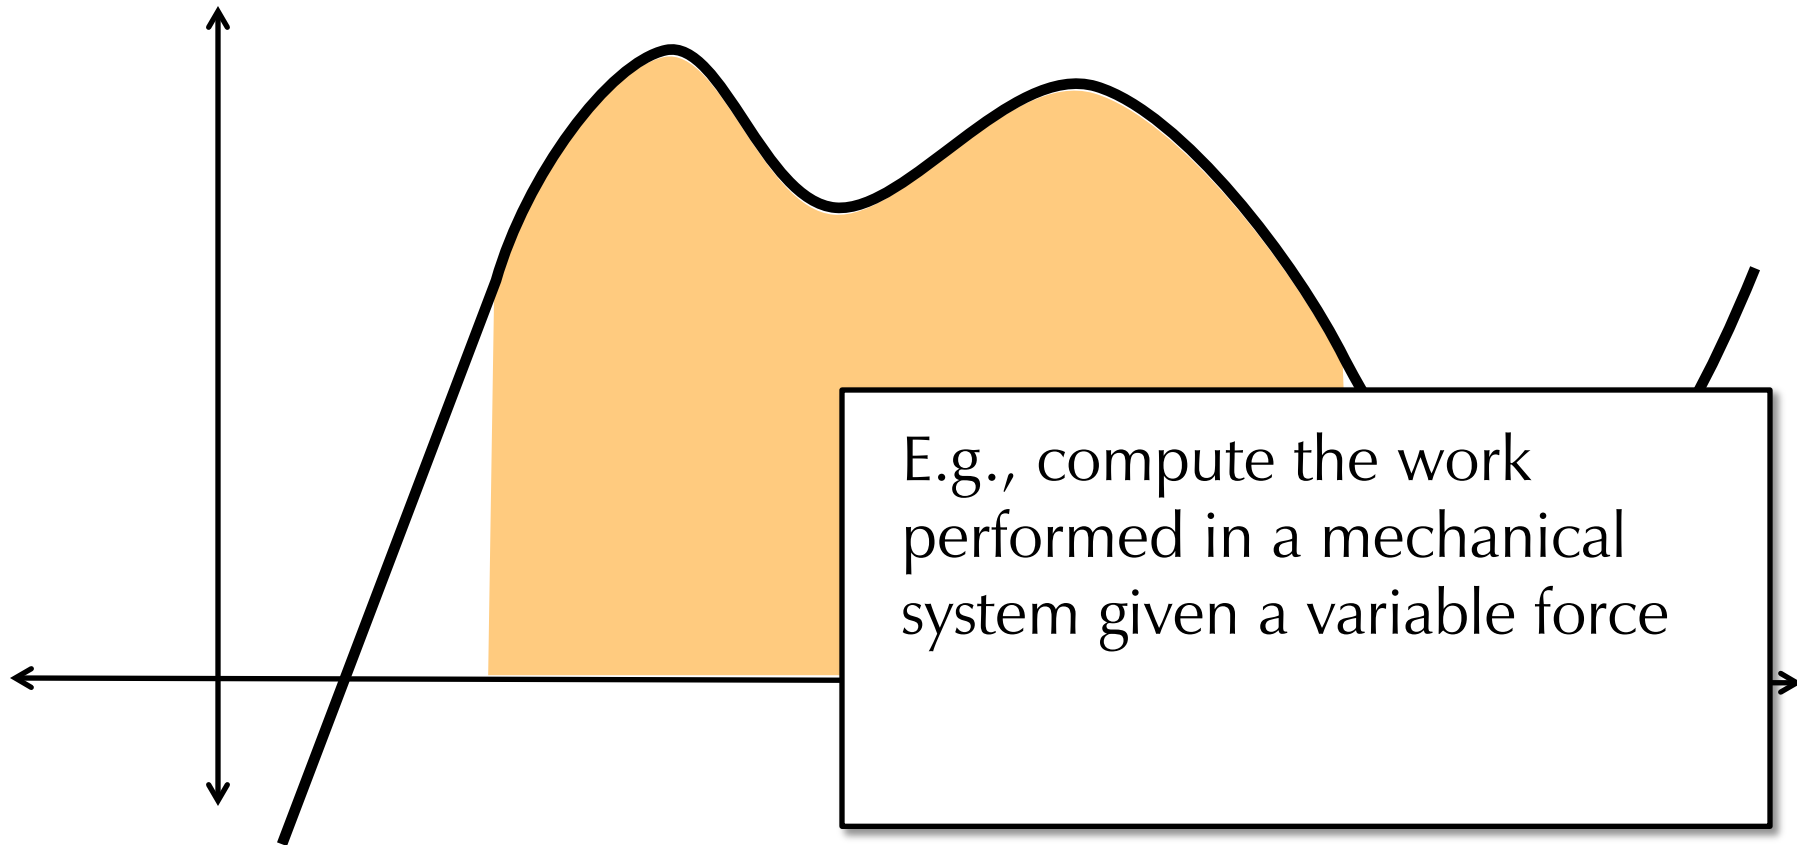 E.g., compute the work
performed in a mechanical
system given a variable force